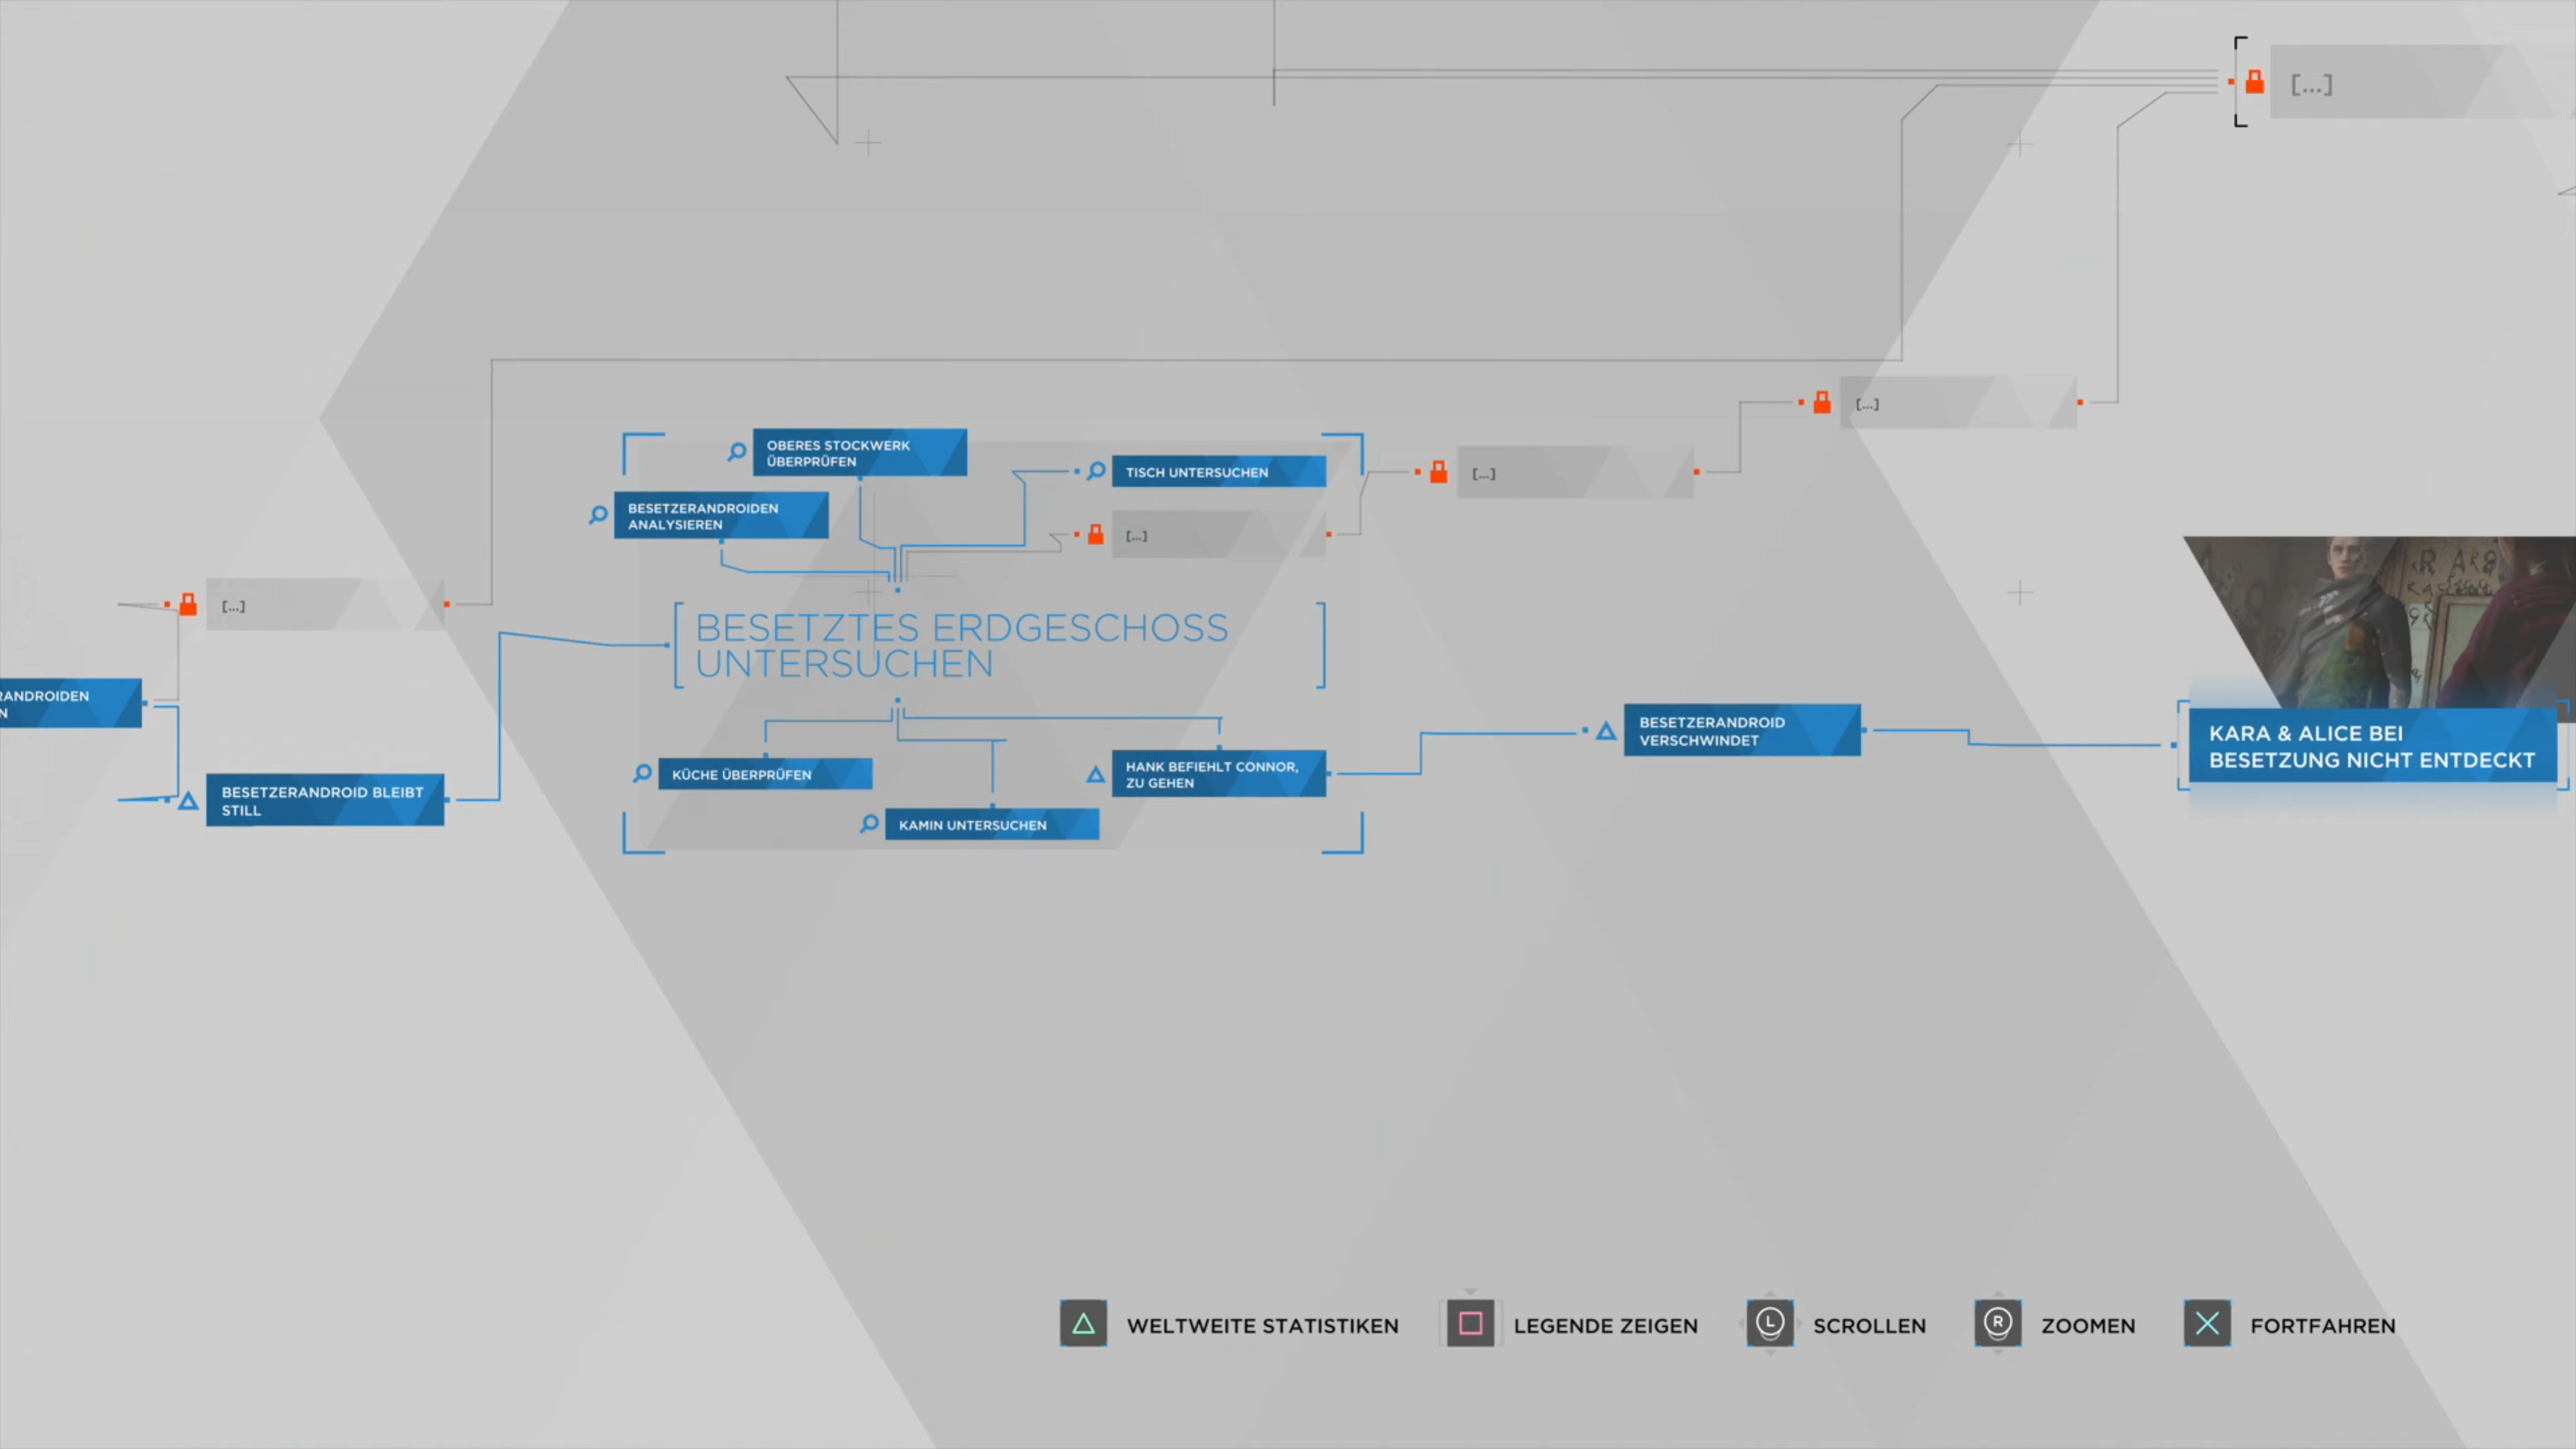 [...]
[...]
OBERES STOCKWERK
ÜBERPRÜFEN
TISCH UNTERSUCHEN
[...]
BESETZERANDROIDEN
ANALYSIEREN
[...]
[...]
BESETZTES ERDGESCHOSS
UNTERSUCHEN
RANDROIDEN
N
BESETZERANDROID BLEIBT
STILL
KÜCHE ÜBERPRÜFEN
KAMIN UNTERSUCHEN
HANK BEFIEHLT CONNOR,
ZU GEHEN
BESETZERANDROID
VERSCHWINDET
KARA & ALICE BEI
BESETZUNG NICHT ENTDECKT
WELTWEITE STATISTIKEN
LEGENDE ZEIGEN
L
SCROLLEN
R
ZOOMEN
FORTFAHREN